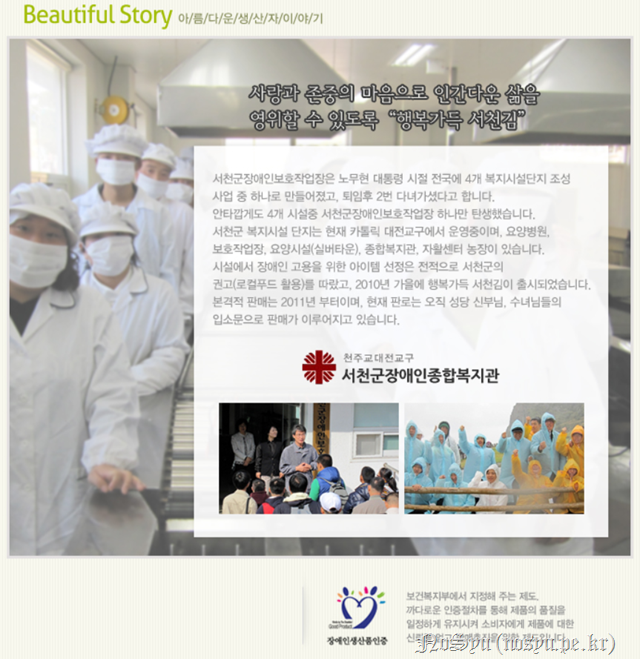 Beautiful Story 아/름/다/운/생/산/자/이/야/기
사랑과 존중의 마음으로 인간다운 삶을
영위할 수 있도록 “행복가득 서천김”
서천군장애인보호작업장은 노무현 대통령 시절 전국에 4개 복지시설단지 조성
사업 중 하나로 만들어졌고, 퇴임후 2번 다녀가셨다고 합니다.
안타깝게도 4개 시설중 서천군장애인보호작업장 하나만 탄생했습니다.
서천군 복지시설 단지는 현재 카톨릭 대전교구에서 운영중이며, 요양병원,
보호작업장, 요양시설(실버타운), 종합복지관, 자활센터 농장이 있습니다.
시설에서 장애인 고용을 위한 아이템 선정은 전적으로 서천군의
권고(로컬푸드 활용)를 따랐고, 2010년 가을에 행복가득 서천김이 출시되었습니다.
본격적 판매는 2011년 부터이며, 현재 판로는 오직 성당 신부님, 수녀님들의
입소문으로 판매가 이루어지고 있습니다.
천주교대전교구
서천군장애인종합복지관
Good Product
장애인생산품인증
보건복지부에서 지정해 주는 제도,
까다로운 인증절차를 통해 제품의 품질을
일정하게 유지시켜 소비자에게 제품에 대한
NoSyu(nosyu.pe.kr)